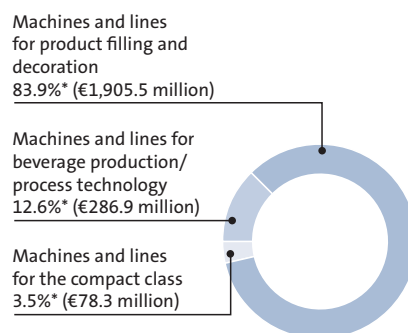 Machines and lines
for product filling and
decoration
83.9%* (€1,905.5 million)
Machines and lines for
beverage production/
process technology
12.6%* (€286.9 million)
Machines and lines
for the compact class
3.5%* (€78.3 million)